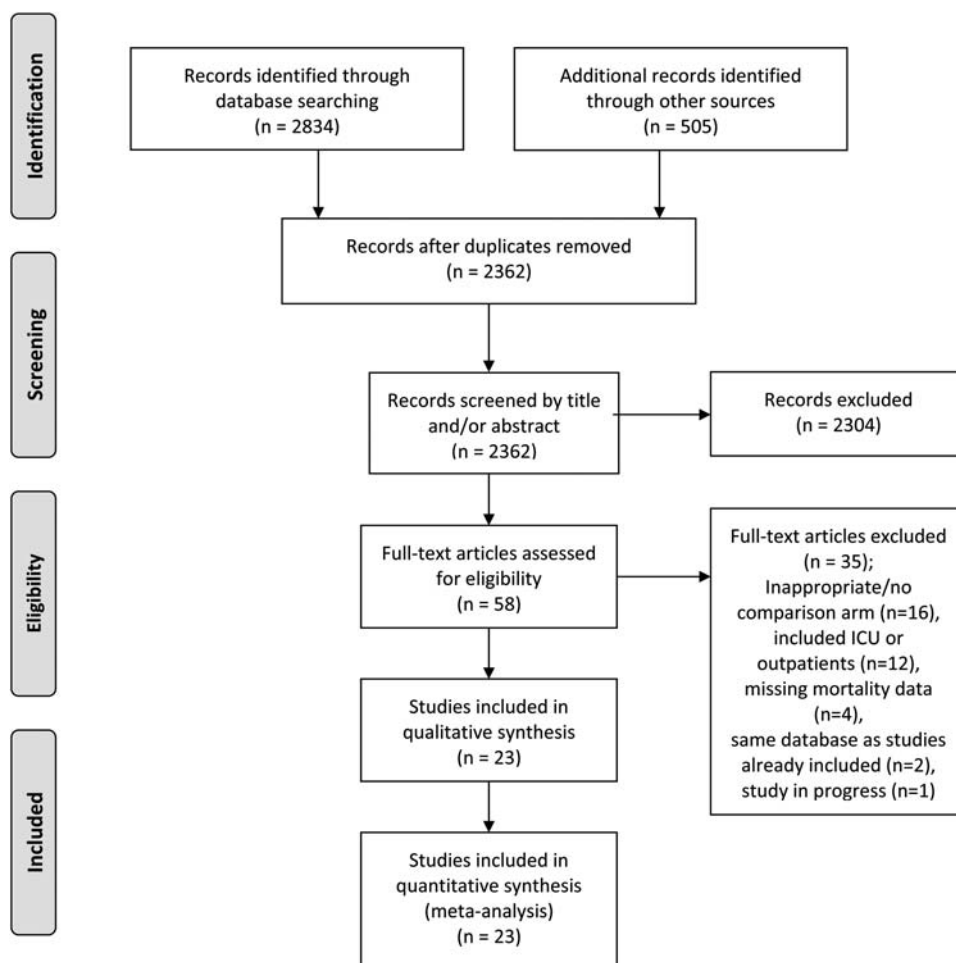 Identification
Records identified through
database searching
(n = 2834)
Additional records identified
through other sources
(n = 505)
Records after duplicates removed
(n = 2362)
Screening
Records screened by title
and/or abstract
(n = 2362)
Records excluded
(n = 2304)
Eligibility
Full-text articles assessed
for eligibility
(n = 58)
Full-text articles excluded
(n = 35);
Inappropriate/no
comparison arm (n=16),
included ICU or
outpatients (n=12),
missing mortality data
(n=4),
same database as studies
already included (n=2),
study in progress (n=1)
Studies included in
qualitative synthesis
(n = 23)
Included
Studies included in
quantitative synthesis
(meta-analysis)
(n = 23)